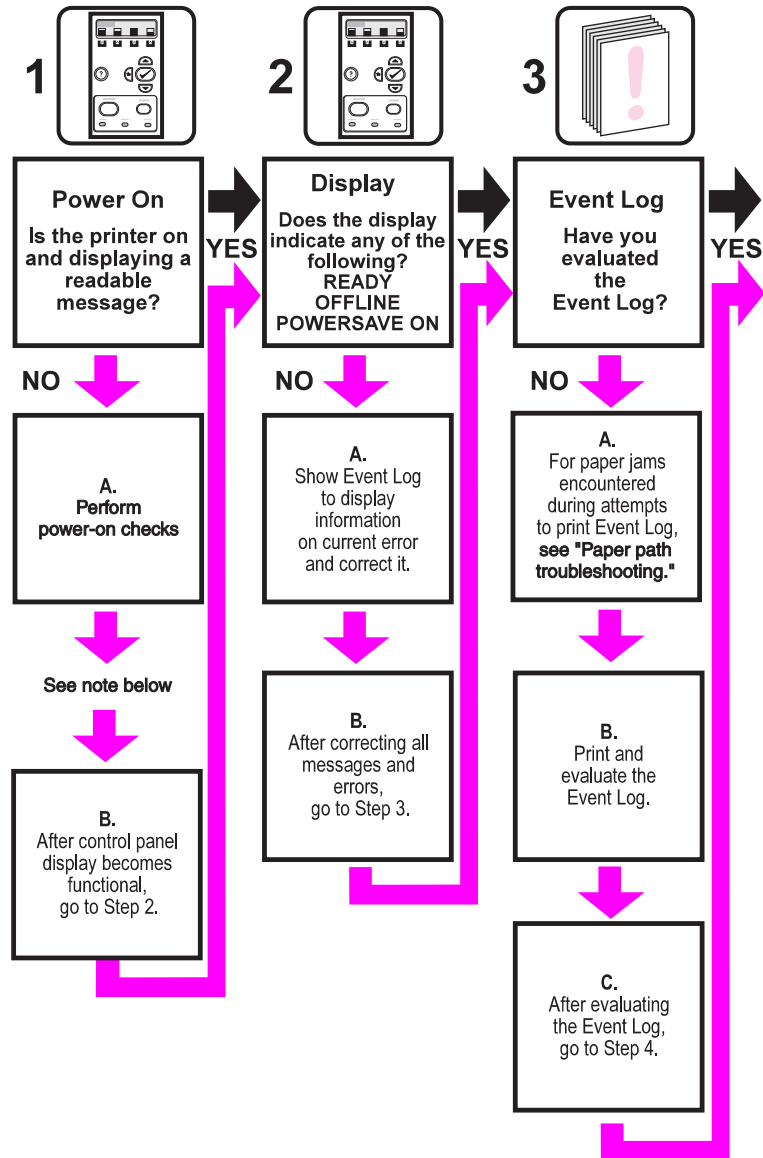 1
Power On
Is the printer on
and displaying a
readable
message?
YES
NO
A.
Perform
power-on checks
See note below
B.
After control panel
display becomes
functional,
go to Step 2.
2
Display
Does the display
indicate any of the
following?
READY
OFFLINE
POWERSAVE ON
YES
NO
A.
Show Event Log
to display
information
on current error
and correct it.
B.
After correcting all
messages and
errors,
go to Step 3.
3
Event Log
Have you
evaluated
the
Event Log?
YES
NO
A.
For paper jams
encountered
during attempts
to print Event Log,
see "Paper path
troubleshooting."
B.
Print and
evaluate the
Event Log.
C.
After evaluating
the Event Log,
go to Step 4.